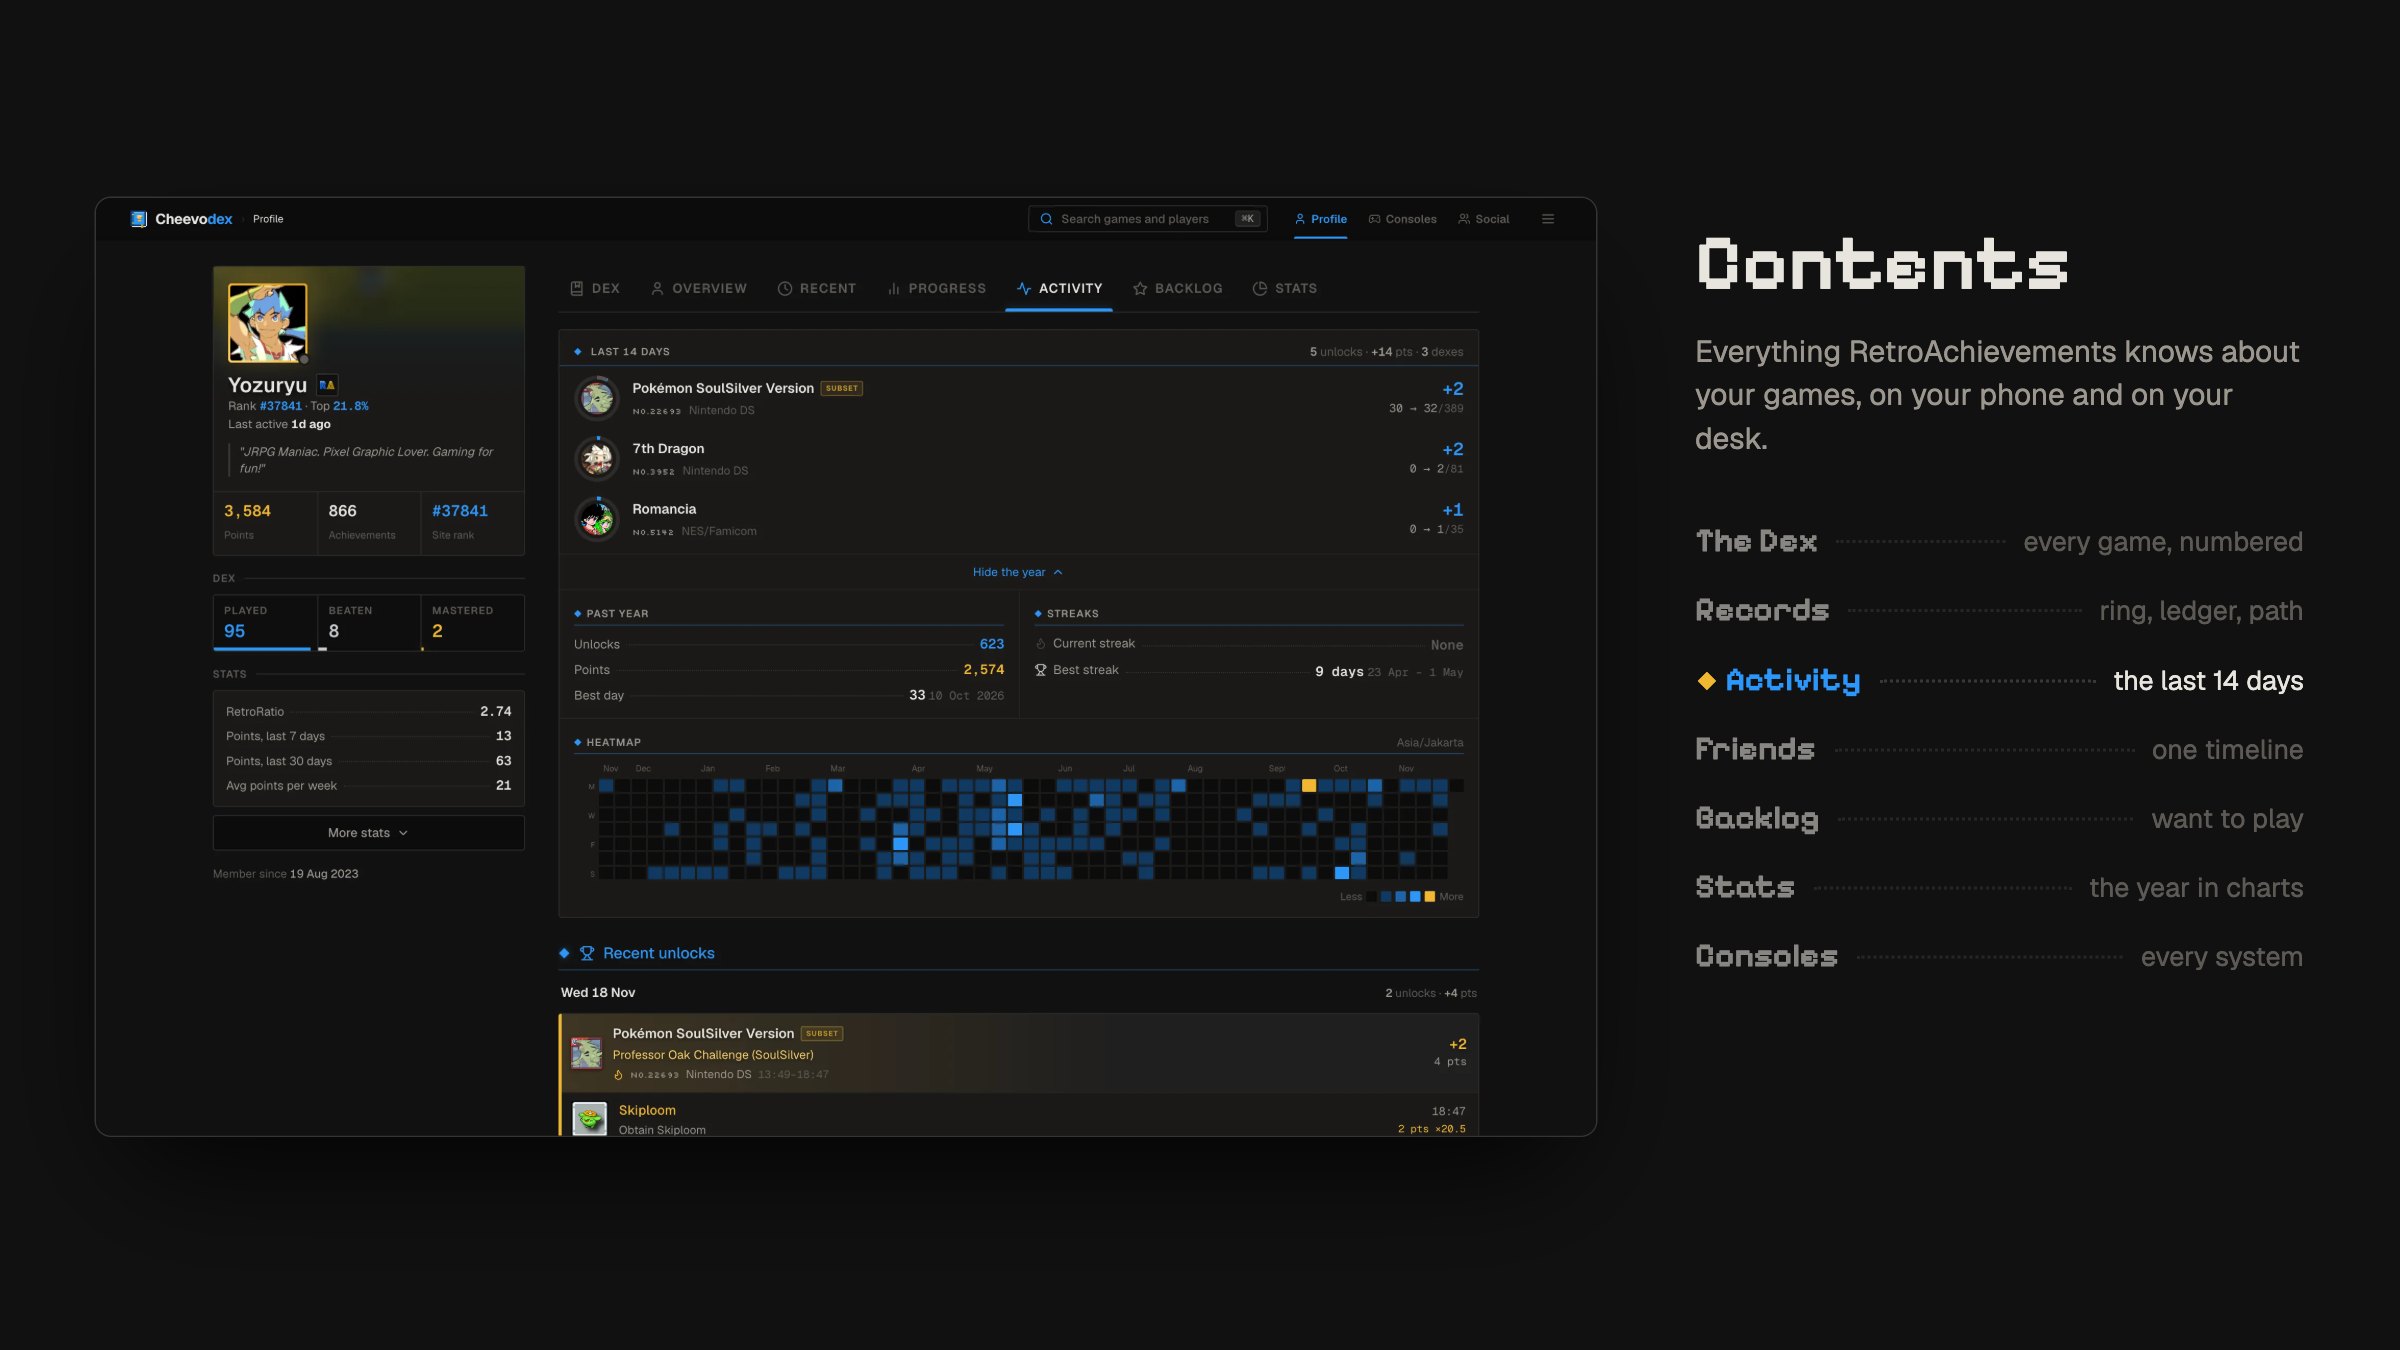 Cheevodex
Profile
Search games and players
⌘K
Profile
Consoles
Social
Yozuryu
RA
Rank #37841 · Top 21.8%
Last active 1d ago
"JRPG Maniac. Pixel Graphic Lover. Gaming for
fun!"
3,584
Points
866
Achievements
#37841
Site rank
DEX
PLAYED
95
BEATEN
8
MASTERED
2
STATS
RetroRatio 2.74
Points, last 7 days 13
Points, last 30 days 63
Avg points per week 21
More stats
Member since 19 Aug 2023
DEX
OVERVIEW
RECENT
PROGRESS
ACTIVITY
BACKLOG
STATS
LAST 14 DAYS
5 unlocks · +14 pts · 3 dexes
Pokémon SoulSilver Version SUBSET
+2
NO.22693 Nintendo DS
30 → 32/389
7th Dragon
+2
NO.3952 Nintendo DS
0 → 2/81
Romancia
+1
NO.5142 NES/Famicom
0 → 1/35
Hide the year
PAST YEAR
Unlocks 623
Points 2,574
Best day 33 10 Oct 2026
STREAKS
Current streak None
Best streak 9 days 23 Apr – 1 May
HEATMAP
Asia/Jakarta
Nov Dec Jan Feb Mar Apr May Jun Jul Aug Sep Oct Nov
M
W
F
S
Less More
Recent unlocks
Wed 18 Nov
2 unlocks · +4 pts
Pokémon SoulSilver Version SUBSET
Professor Oak Challenge (SoulSilver)
NO.22693 Nintendo DS 13:49–18:47
+2
4 pts
Skiploom
18:47
Obtain Skiploom
2 pts ×20.5
Contents
Everything RetroAchievements knows about
your games, on your phone and on your
desk.
The Dex every game, numbered
Records ring, ledger, path
Activity the last 14 days
Friends one timeline
Backlog want to play
Stats the year in charts
Consoles every system